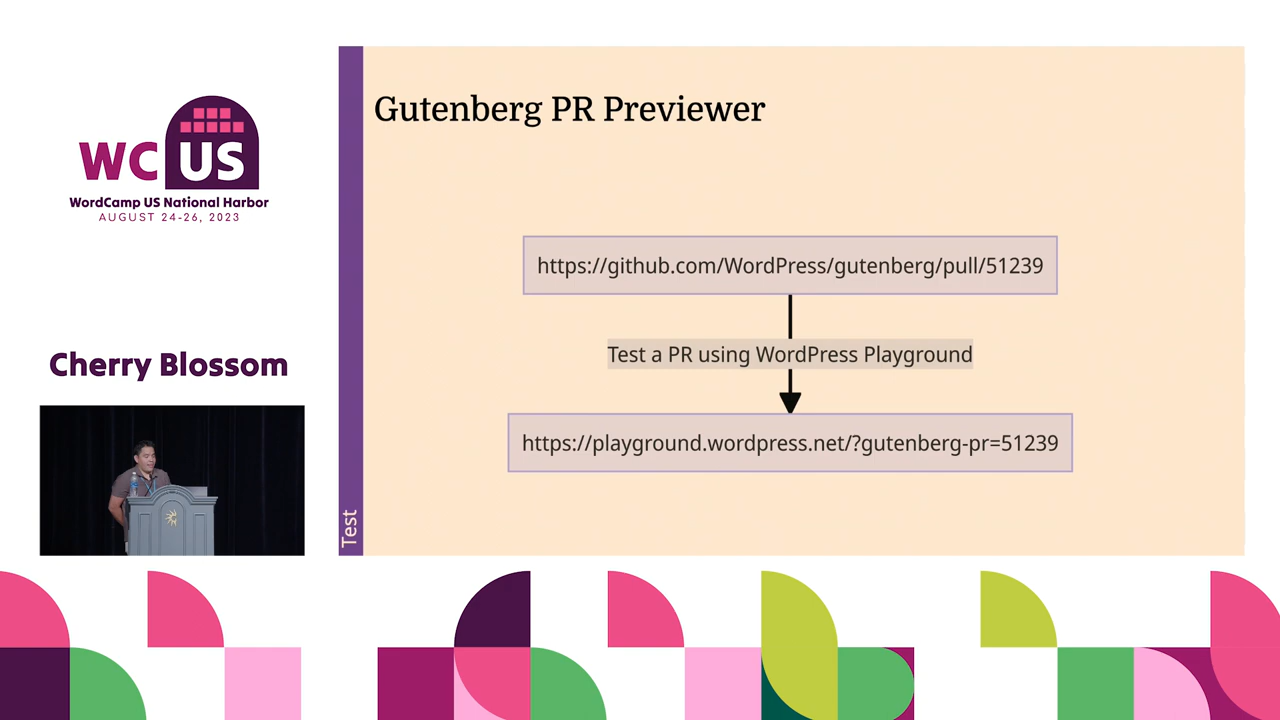 WC US
WordCamp US National Harbor
AUGUST 24-26, 2023
Cherry Blossom
Gutenberg PR Previewer
https://github.com/WordPress/gutenberg/pull/51239
Test a PR using WordPress Playground
https://playground.wordpress.net/?gutenberg-pr=51239
Test